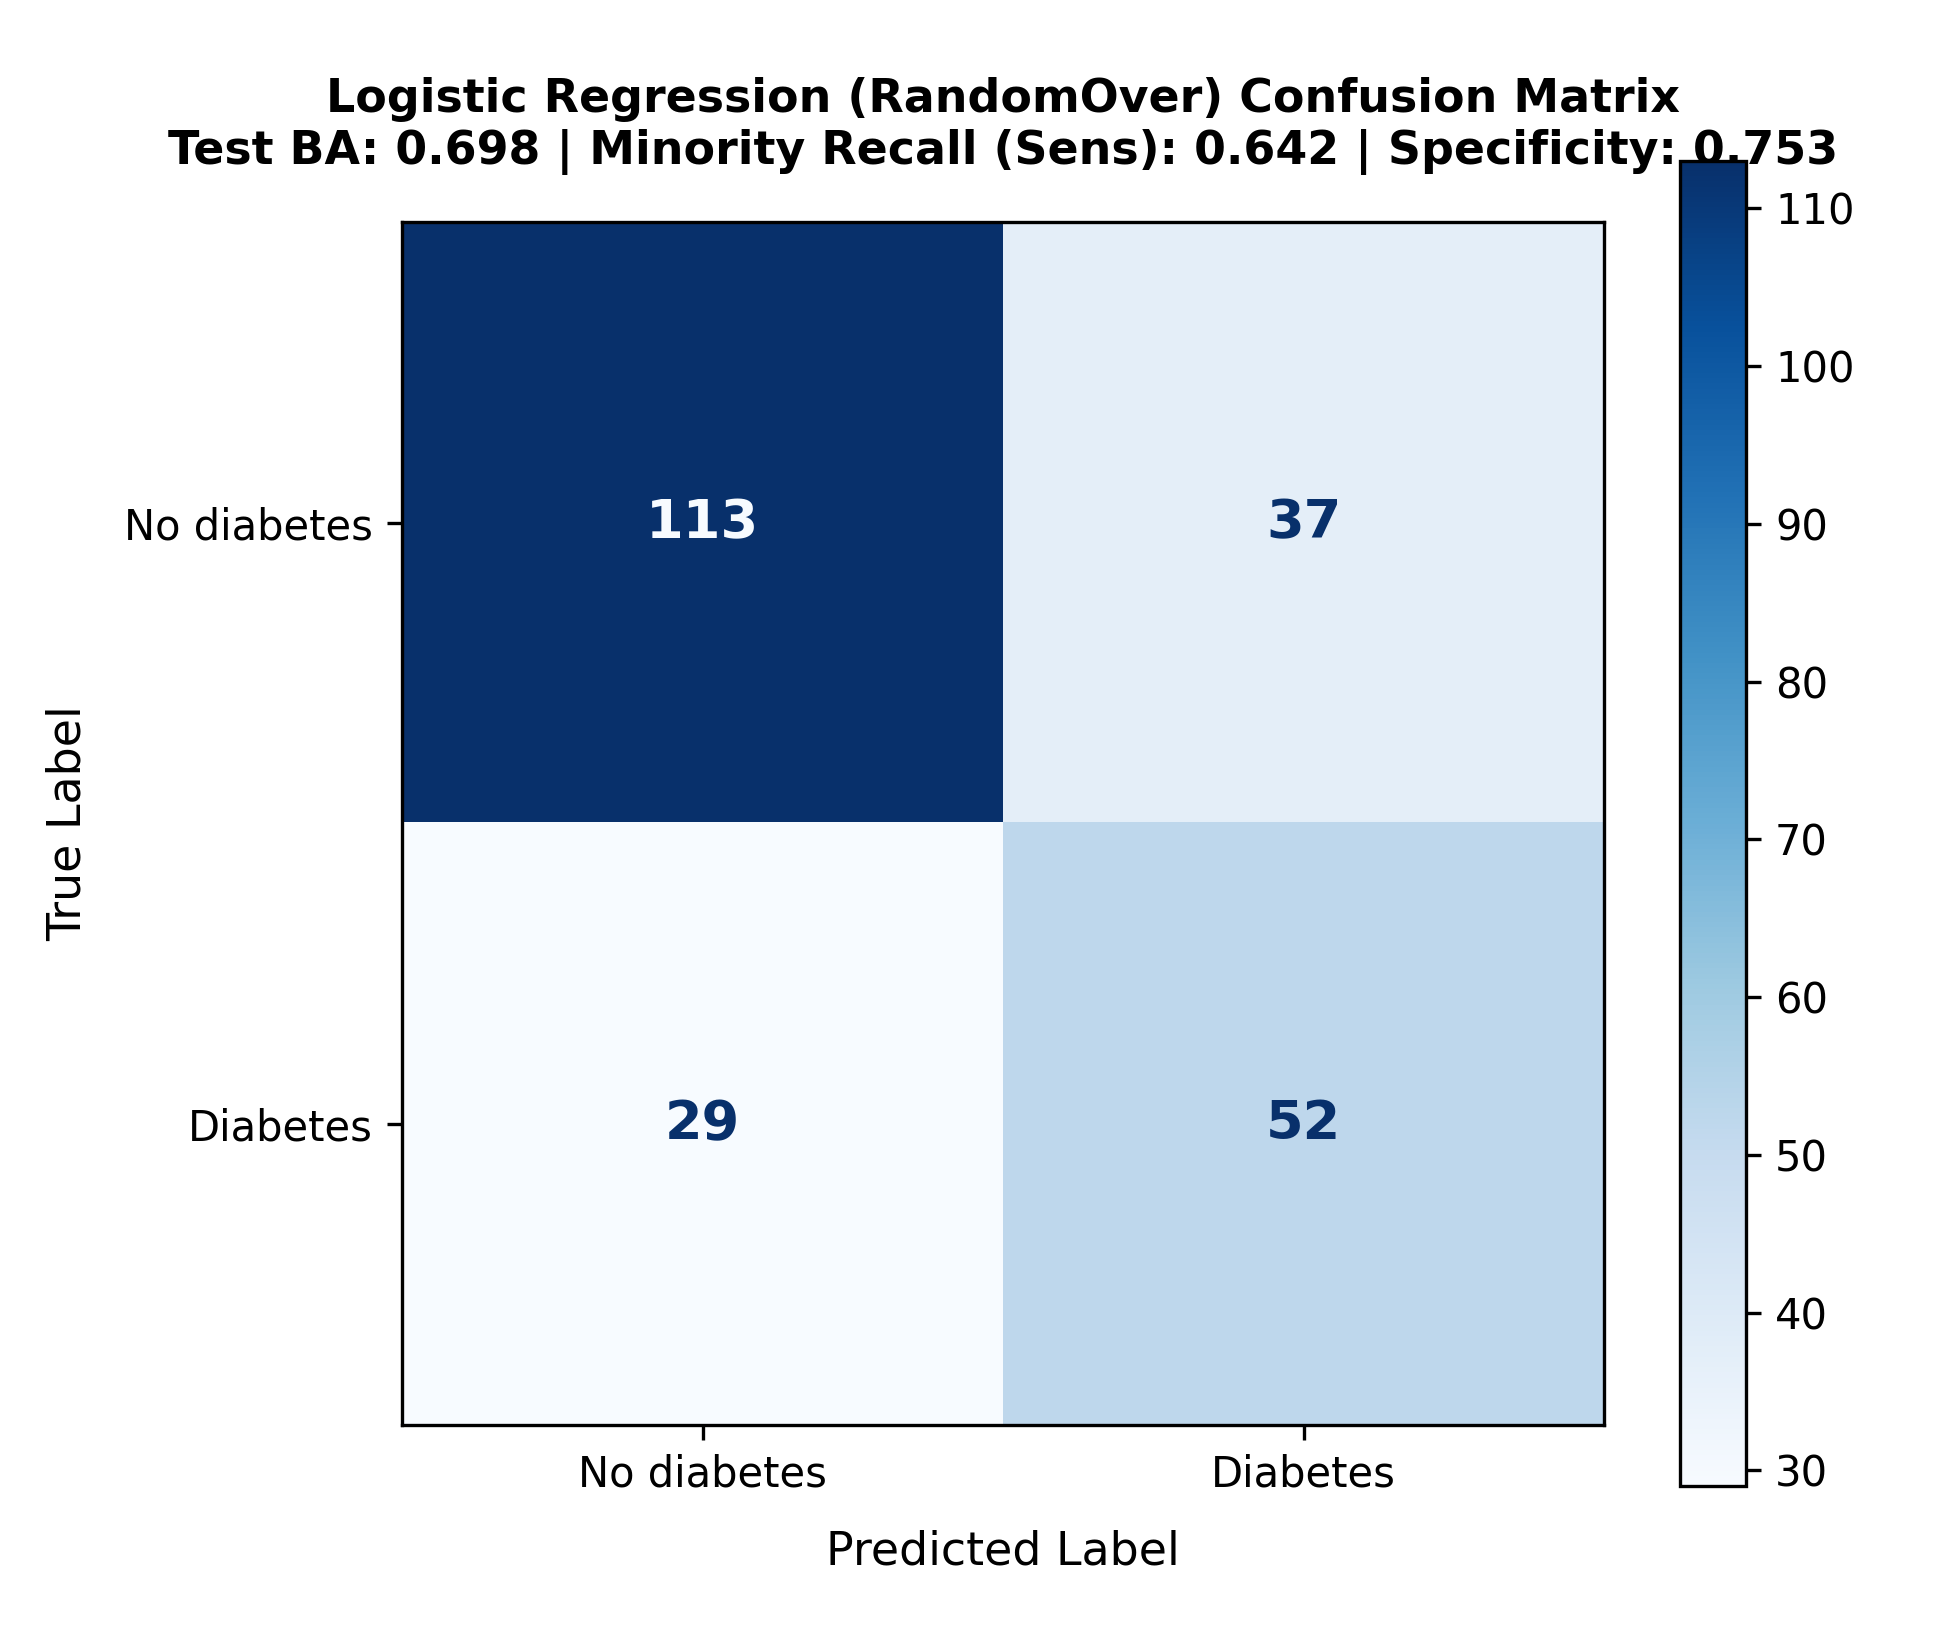 Logistic Regression (RandomOver) Confusion Matrix
Test BA: 0.698 | Minority Recall (Sens): 0.642 | Specificity: 0.753
110
100
90
80
70
60
50
40
30
True Label
No diabetes
113
37
Diabetes
29
52
No diabetes
Diabetes
Predicted Label